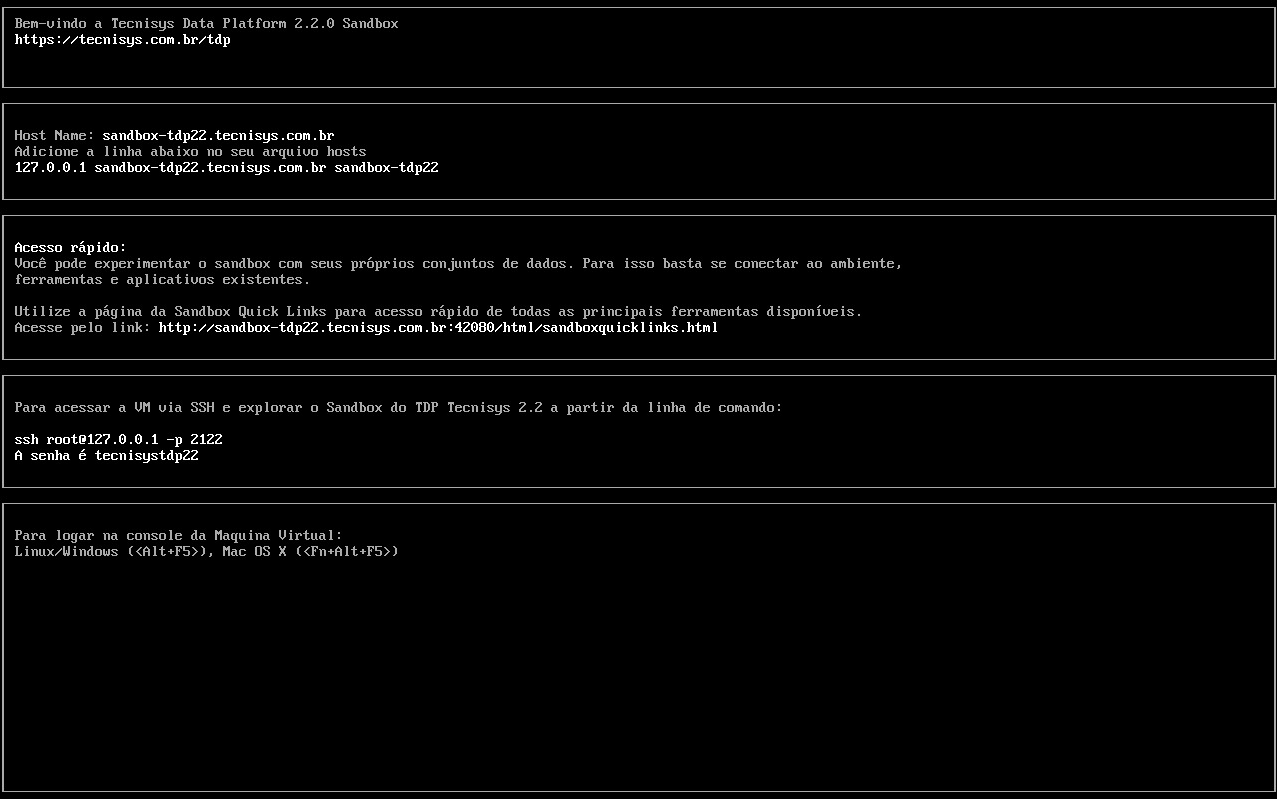 Bem-vindo a Tecnisys Data Platform 2.2.0 Sandbox
https://tecnisys.com.br/tdp
Host Name: sandbox-tdp22.tecnisys.com.br
Adicione a linha abaixo no seu arquivo hosts
127.0.0.1 sandbox-tdp22.tecnisys.com.br sandbox-tdp22
Acesso rápido:
Você pode experimentar o sandbox com seus próprios conjuntos de dados. Para isso basta se conectar ao ambiente,
ferramentas e aplicativos existentes.
Utilize a página da Sandbox Quick Links para acesso rápido de todas as principais ferramentas disponíveis.
Acesse pelo link: http://sandbox-tdp22.tecnisys.com.br:42080/html/sandboxquicklinks.html
Para acessar a VM via SSH e explorar o Sandbox do TDP Tecnisys 2.2 a partir da linha de comando:
ssh root@127.0.0.1 -p 2122
A senha é tecnisystdp22
Para logar na console da Maquina Virtual:
Linux/Windows (<Alt+F5>), Mac OS X (<Fn+Alt+F5>)